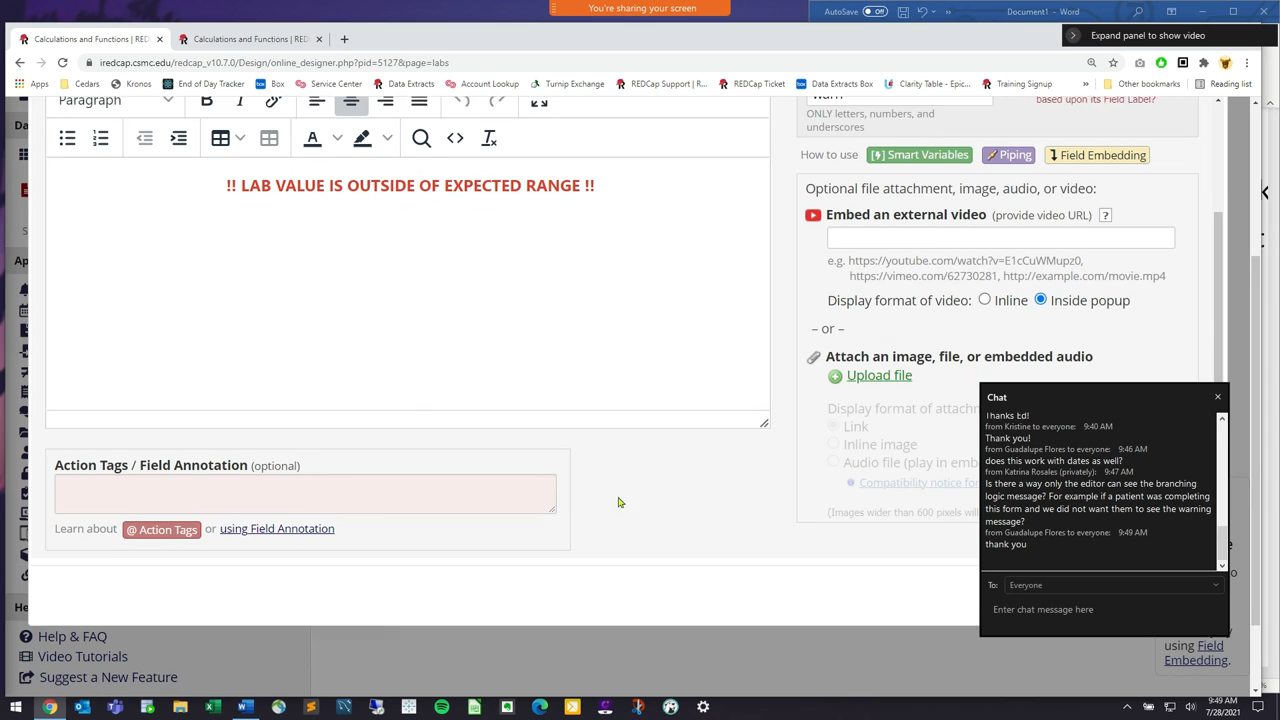 You're sharing your screen
AutoSave Off Document1 - Word
Calculations and Functions | RED × Calculations and Functions | RED × +
Expand panel to show video
iredcap.csmc.edu/redcap_v10.7.0/Design/online_designer.php?pid=5127&page=labs
Apps Cedars Kronos End of Day Tracker Box Service Center Data Extracts Account Lookup Turnip Exchange REDCap Support | R... REDCap Ticket Data Extracts Box Clarity Table - Epic... Training Signup » Other bookmarks Reading list
Paragraph B I
based upon its Field Label?
ONLY letters, numbers, and
underscores
How to use Smart Variables Piping Field Embedding
!! LAB VALUE IS OUTSIDE OF EXPECTED RANGE !!
Optional file attachment, image, audio, or video:
Embed an external video (provide video URL) ?
e.g. https://youtube.com/watch?v=E1cCuWMupz0,
https://vimeo.com/62730281, http://example.com/movie.mp4
Display format of video: Inline Inside popup
– or –
Attach an image, file, or embedded audio
Upload file
Display format of attachm
Link
Inline image
Audio file (play in emb
Compatibility notice for
(Images wider than 600 pixels will
Action Tags / Field Annotation (optional)
Learn about @ Action Tags or using Field Annotation
Chat ×
Thanks Ed!
from Kristine to everyone: 9:40 AM
Thank you!
from Guadalupe Flores to everyone: 9:46 AM
does this work with dates as well?
from Katrina Rosales (privately): 9:47 AM
Is there a way only the editor can see the branching
logic message? For example if a patient was completing
this form and we did not want them to see the warning
message?
from Guadalupe Flores to everyone: 9:49 AM
thank you
To: Everyone
Enter chat message here
Help & FAQ
Video Tutorials
Suggest a New Feature
using Field
Embedding.
9:49 AM
7/28/2021